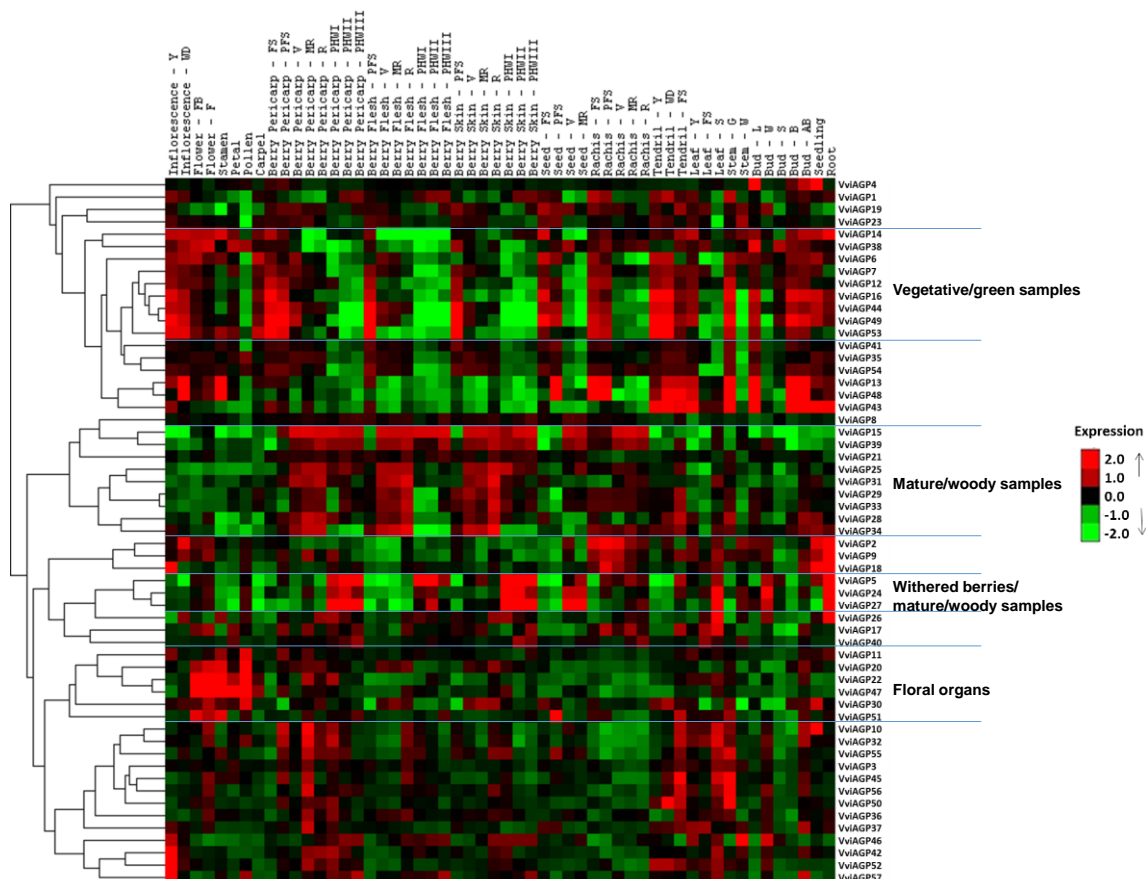 Inflorescence - Y
Inflorescence - WD
Flower - FB
Flower - F
Stamen
Petal
Pollen
Carpel
Berry Pericarp - FS
Berry Pericarp - PFS
Berry Pericarp - V
Berry Pericarp - MR
Berry Pericarp - R
Berry Pericarp - PHWI
Berry Pericarp - PHWII
Berry Pericarp - PHWIII
Berry Flesh - PFS
Berry Flesh - V
Berry Flesh - MR
Berry Flesh - R
Berry Flesh - PHWI
Berry Flesh - PHWII
Berry Flesh - PHWIII
Berry Skin - PFS
Berry Skin - V
Berry Skin - MR
Berry Skin - R
Berry Skin - PHWI
Berry Skin - PHWII
Berry Skin - PHWIII
Seed - FS
Seed - PFS
Seed - V
Seed - MR
Rachis - FS
Rachis - PFS
Rachis - V
Rachis - MR
Rachis - R
Tendril - Y
Tendril - WD
Tendril - FS
Leaf - Y
Leaf - FS
Leaf - S
Stem - G
Stem - W
Bud - L
Bud - W
Bud - S
Bud - B
Bud - AB
Seedling
Root
VviAGP4
VviAGP1
VviAGP19
VviAGP23
VviAGP14
VviAGP38
VviAGP6
VviAGP7
VviAGP12
VviAGP16
VviAGP44
VviAGP49
VviAGP53
Vegetative/green samples
VviAGP41
VviAGP35
VviAGP54
VviAGP13
VviAGP48
VviAGP43
VviAGP8
VviAGP15
VviAGP39
VviAGP21
VviAGP25
VviAGP31
VviAGP29
VviAGP33
VviAGP28
VviAGP34
Mature/woody samples
VviAGP2
VviAGP9
VviAGP18
VviAGP5
VviAGP24
VviAGP27
Withered berries/
mature/woody samples
VviAGP26
VviAGP17
VviAGP40
VviAGP11
VviAGP20
VviAGP22
VviAGP47
VviAGP30
VviAGP51
Floral organs
VviAGP10
VviAGP32
VviAGP55
VviAGP3
VviAGP45
VviAGP56
VviAGP50
VviAGP36
VviAGP37
VviAGP46
VviAGP42
VviAGP52
VviAGP57
Expression
2.0
1.0
0.0
-1.0
-2.0